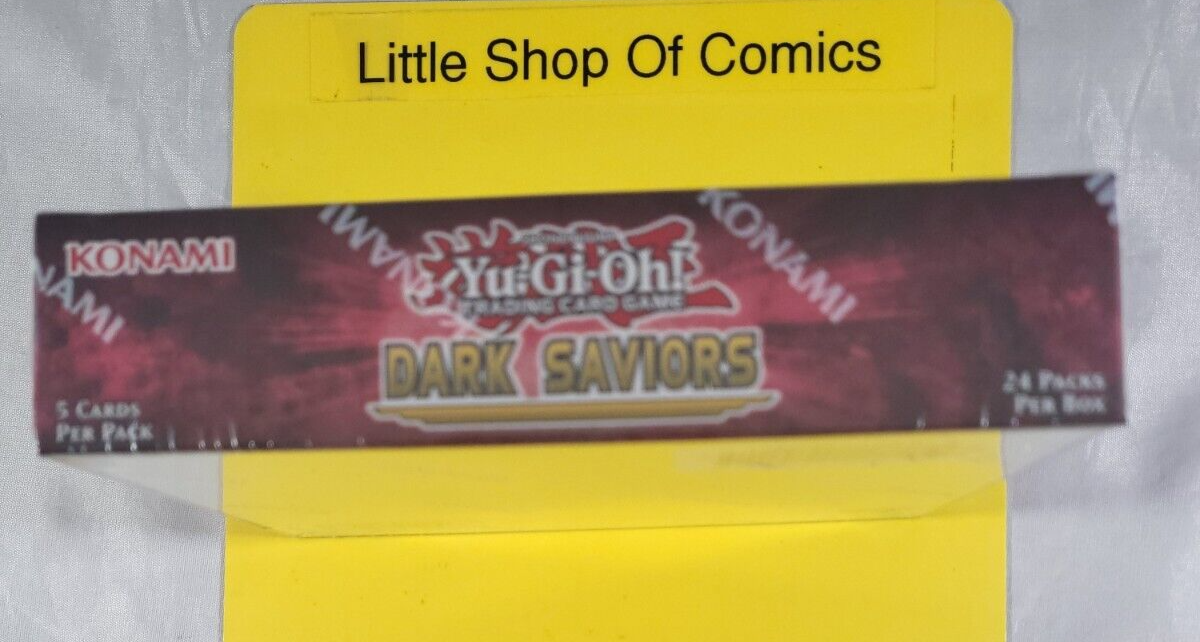 Little Shop Of Comics
KONAMI
KONAMI
KONAMI
KONAMI
Yu-Gi-Oh!
TRADING CARD GAME
DARK SAVIORS
5 CARDS
PER PACK
24 PACKS
PER BOX